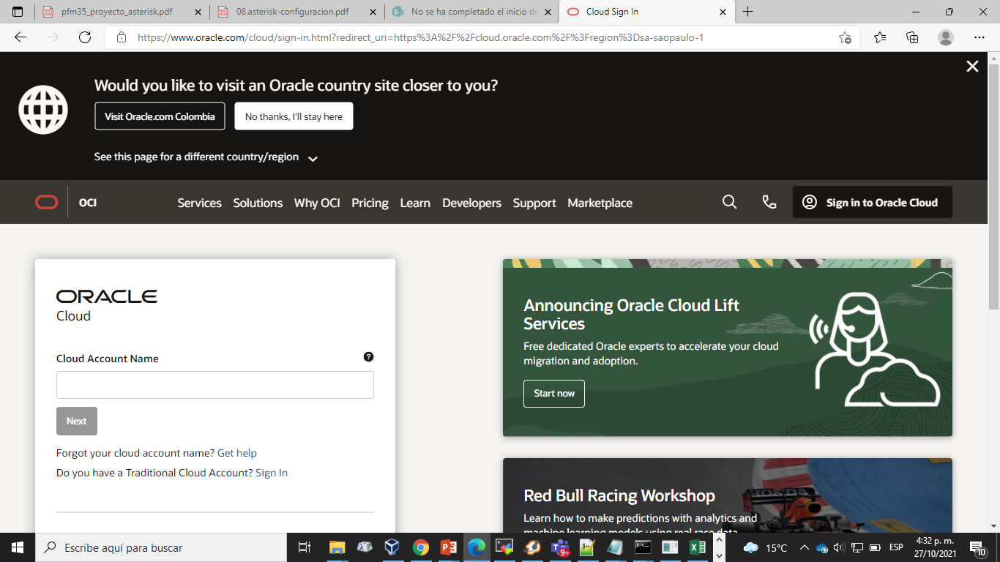 pfm35_proyecto_asterisk.pdf
08.asterisk-configuracion.pdf
No se ha completado el inicio de
Cloud Sign In
https://www.oracle.com/cloud/sign-in.html?redirect_uri=https%3A%2F%2Fcloud.oracle.com%2F%3Fregion%3Dsa-saopaulo-1
Would you like to visit an Oracle country site closer to you?
Visit Oracle.com Colombia
No thanks, I'll stay here
See this page for a different country/region
OCI
Services
Solutions
Why OCI
Pricing
Learn
Developers
Support
Marketplace
Sign in to Oracle Cloud
ORACLE
Cloud
Cloud Account Name
?
Next
Forgot your cloud account name? Get help
Do you have a Traditional Cloud Account? Sign In
Announcing Oracle Cloud Lift
Services
Free dedicated Oracle experts to accelerate your cloud
migration and adoption.
Start now
Red Bull Racing Workshop
HONDA
Learn how to make predictions with analytics and
machine learning models using real race data
Escribe aquí para buscar
9+
15°C
ESP
4:32 p. m.
27/10/2021
10